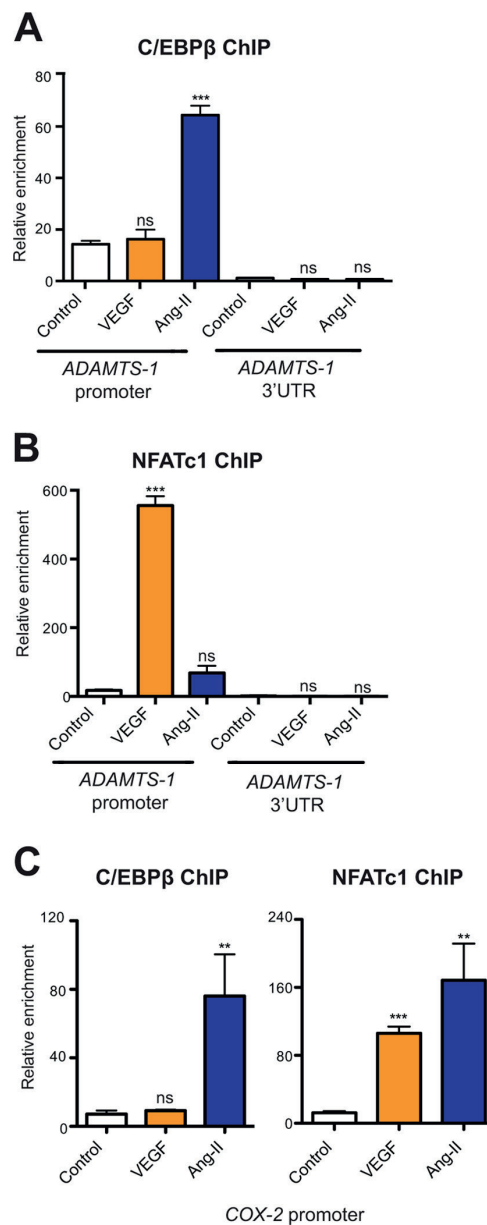 A
C/EBPβ ChIP
Relative enrichment
80
60
40
20
0
ns
***
ns
ns
Control
VEGF
Ang-II
Control
VEGF
Ang-II
ADAMTS-1
promoter
ADAMTS-1
3'UTR
B
NFATc1 ChIP
Relative enrichment
600
400
200
0
***
ns
ns
ns
Control
VEGF
Ang-II
Control
VEGF
Ang-II
ADAMTS-1
promoter
ADAMTS-1
3'UTR
C
C/EBPβ ChIP
Relative enrichment
120
80
40
0
ns
**
Control
VEGF
Ang-II
NFATc1 ChIP
240
160
80
0
***
**
Control
VEGF
Ang-II
COX-2 promoter